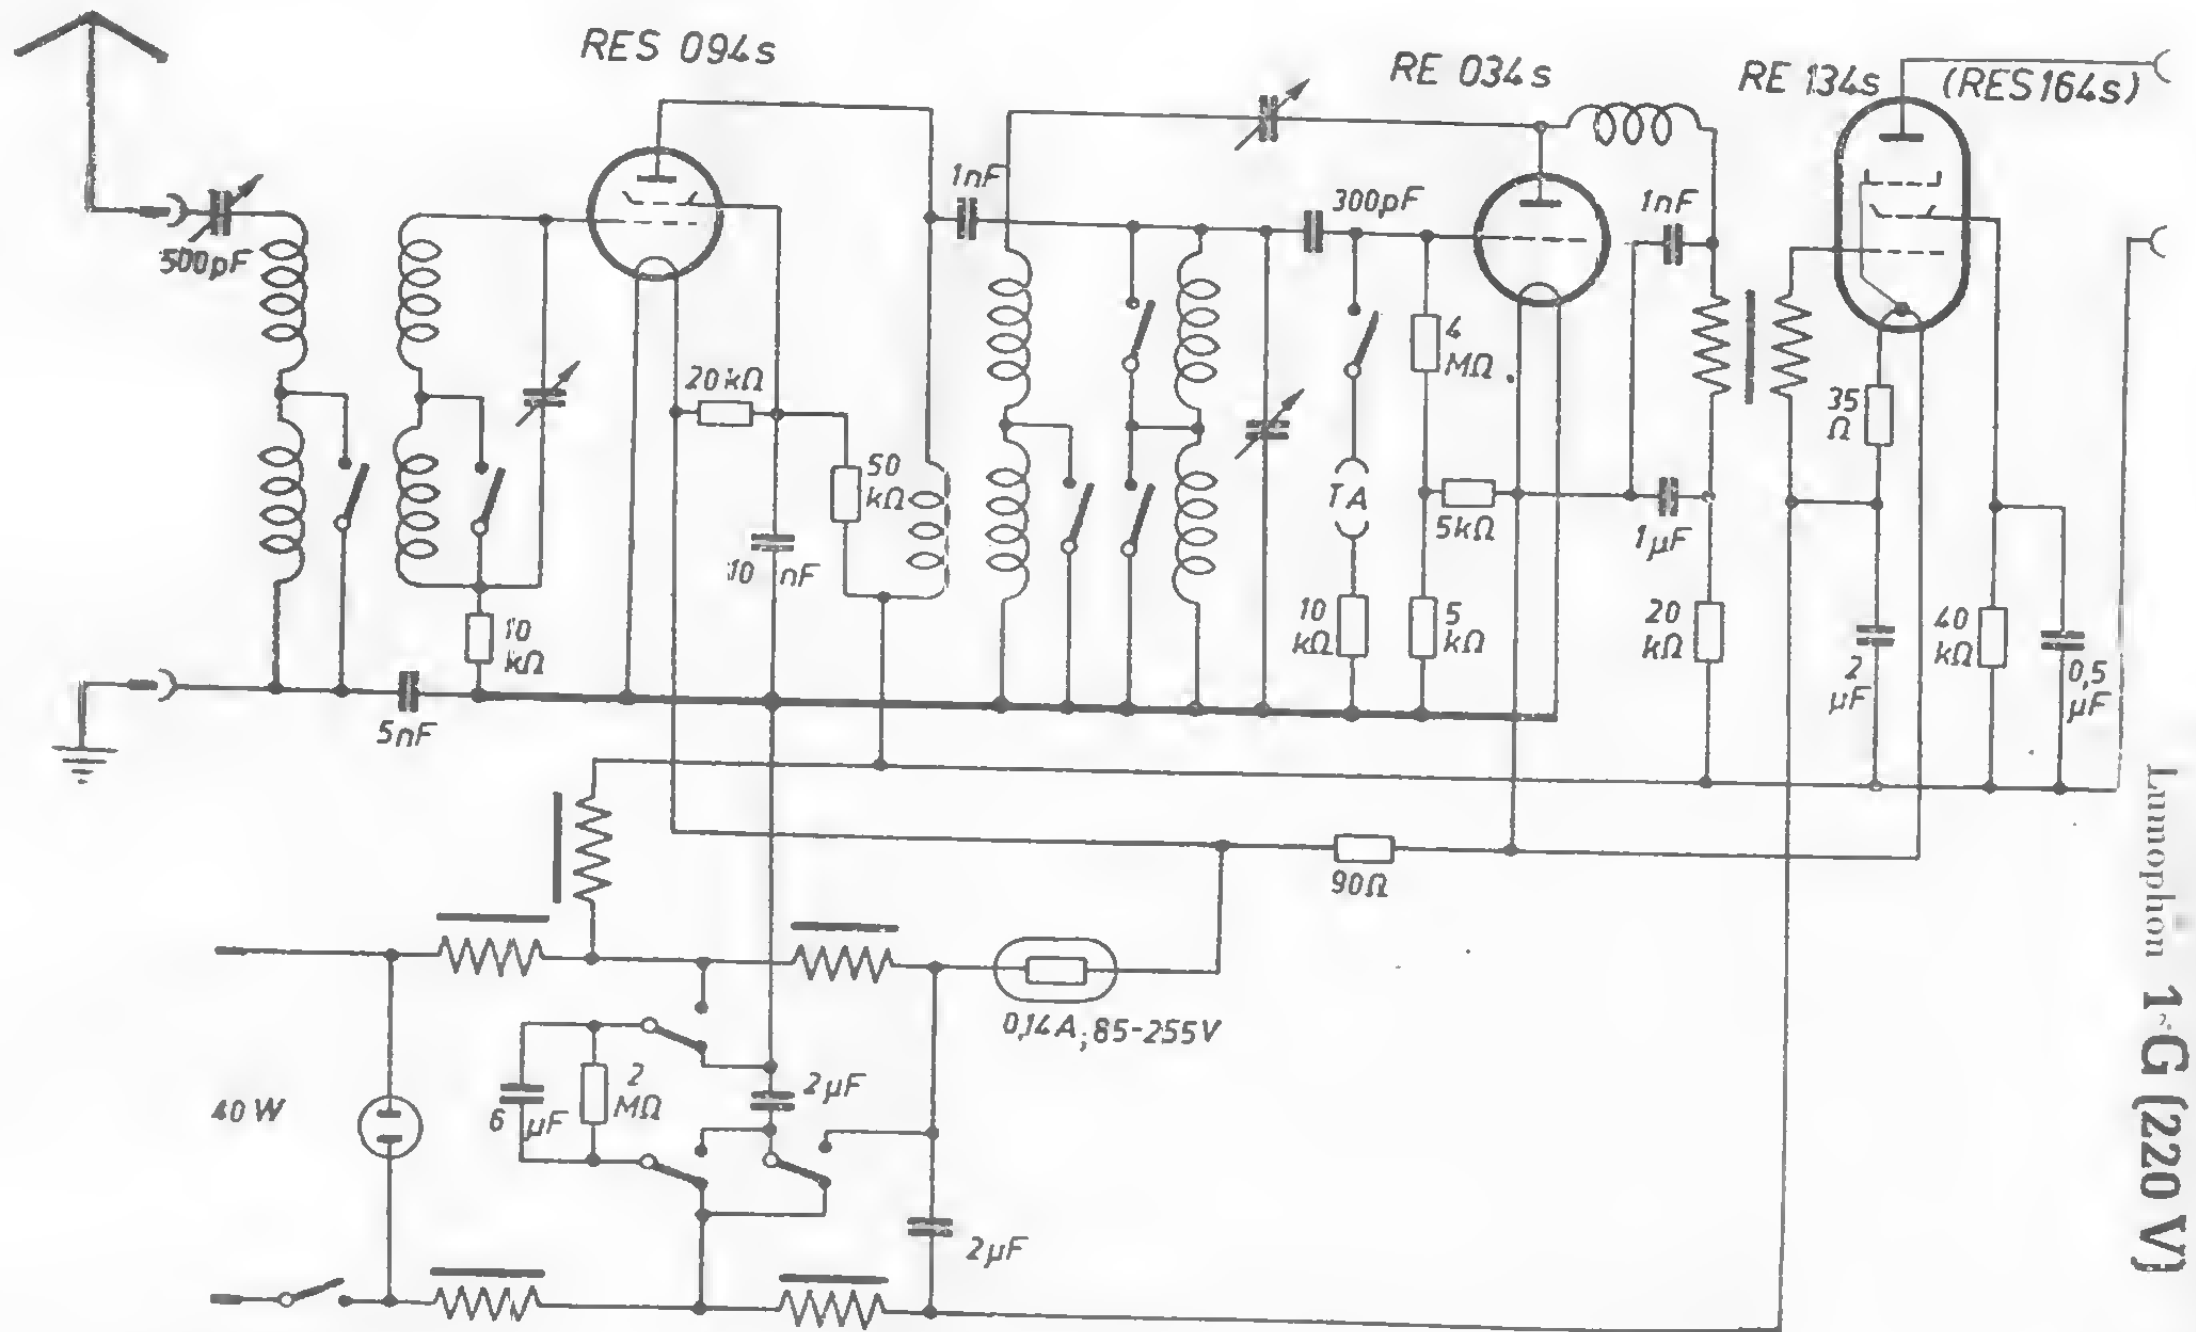 RES 094s
RE 034s
RE 134s
(RES164s)
500pF
1nF
300pF
1nF
20kΩ
4
MΩ
35
Ω
50
kΩ
TA
5kΩ
1µF
10 nF
10
kΩ
10
kΩ
5
kΩ
20
kΩ
2
µF
40
kΩ
0,5
µF
5nF
90Ω
0,14A; 85-255V
40W
6 µF
2
MΩ
2µF
2µF
Lumophon 1 G (220 V)